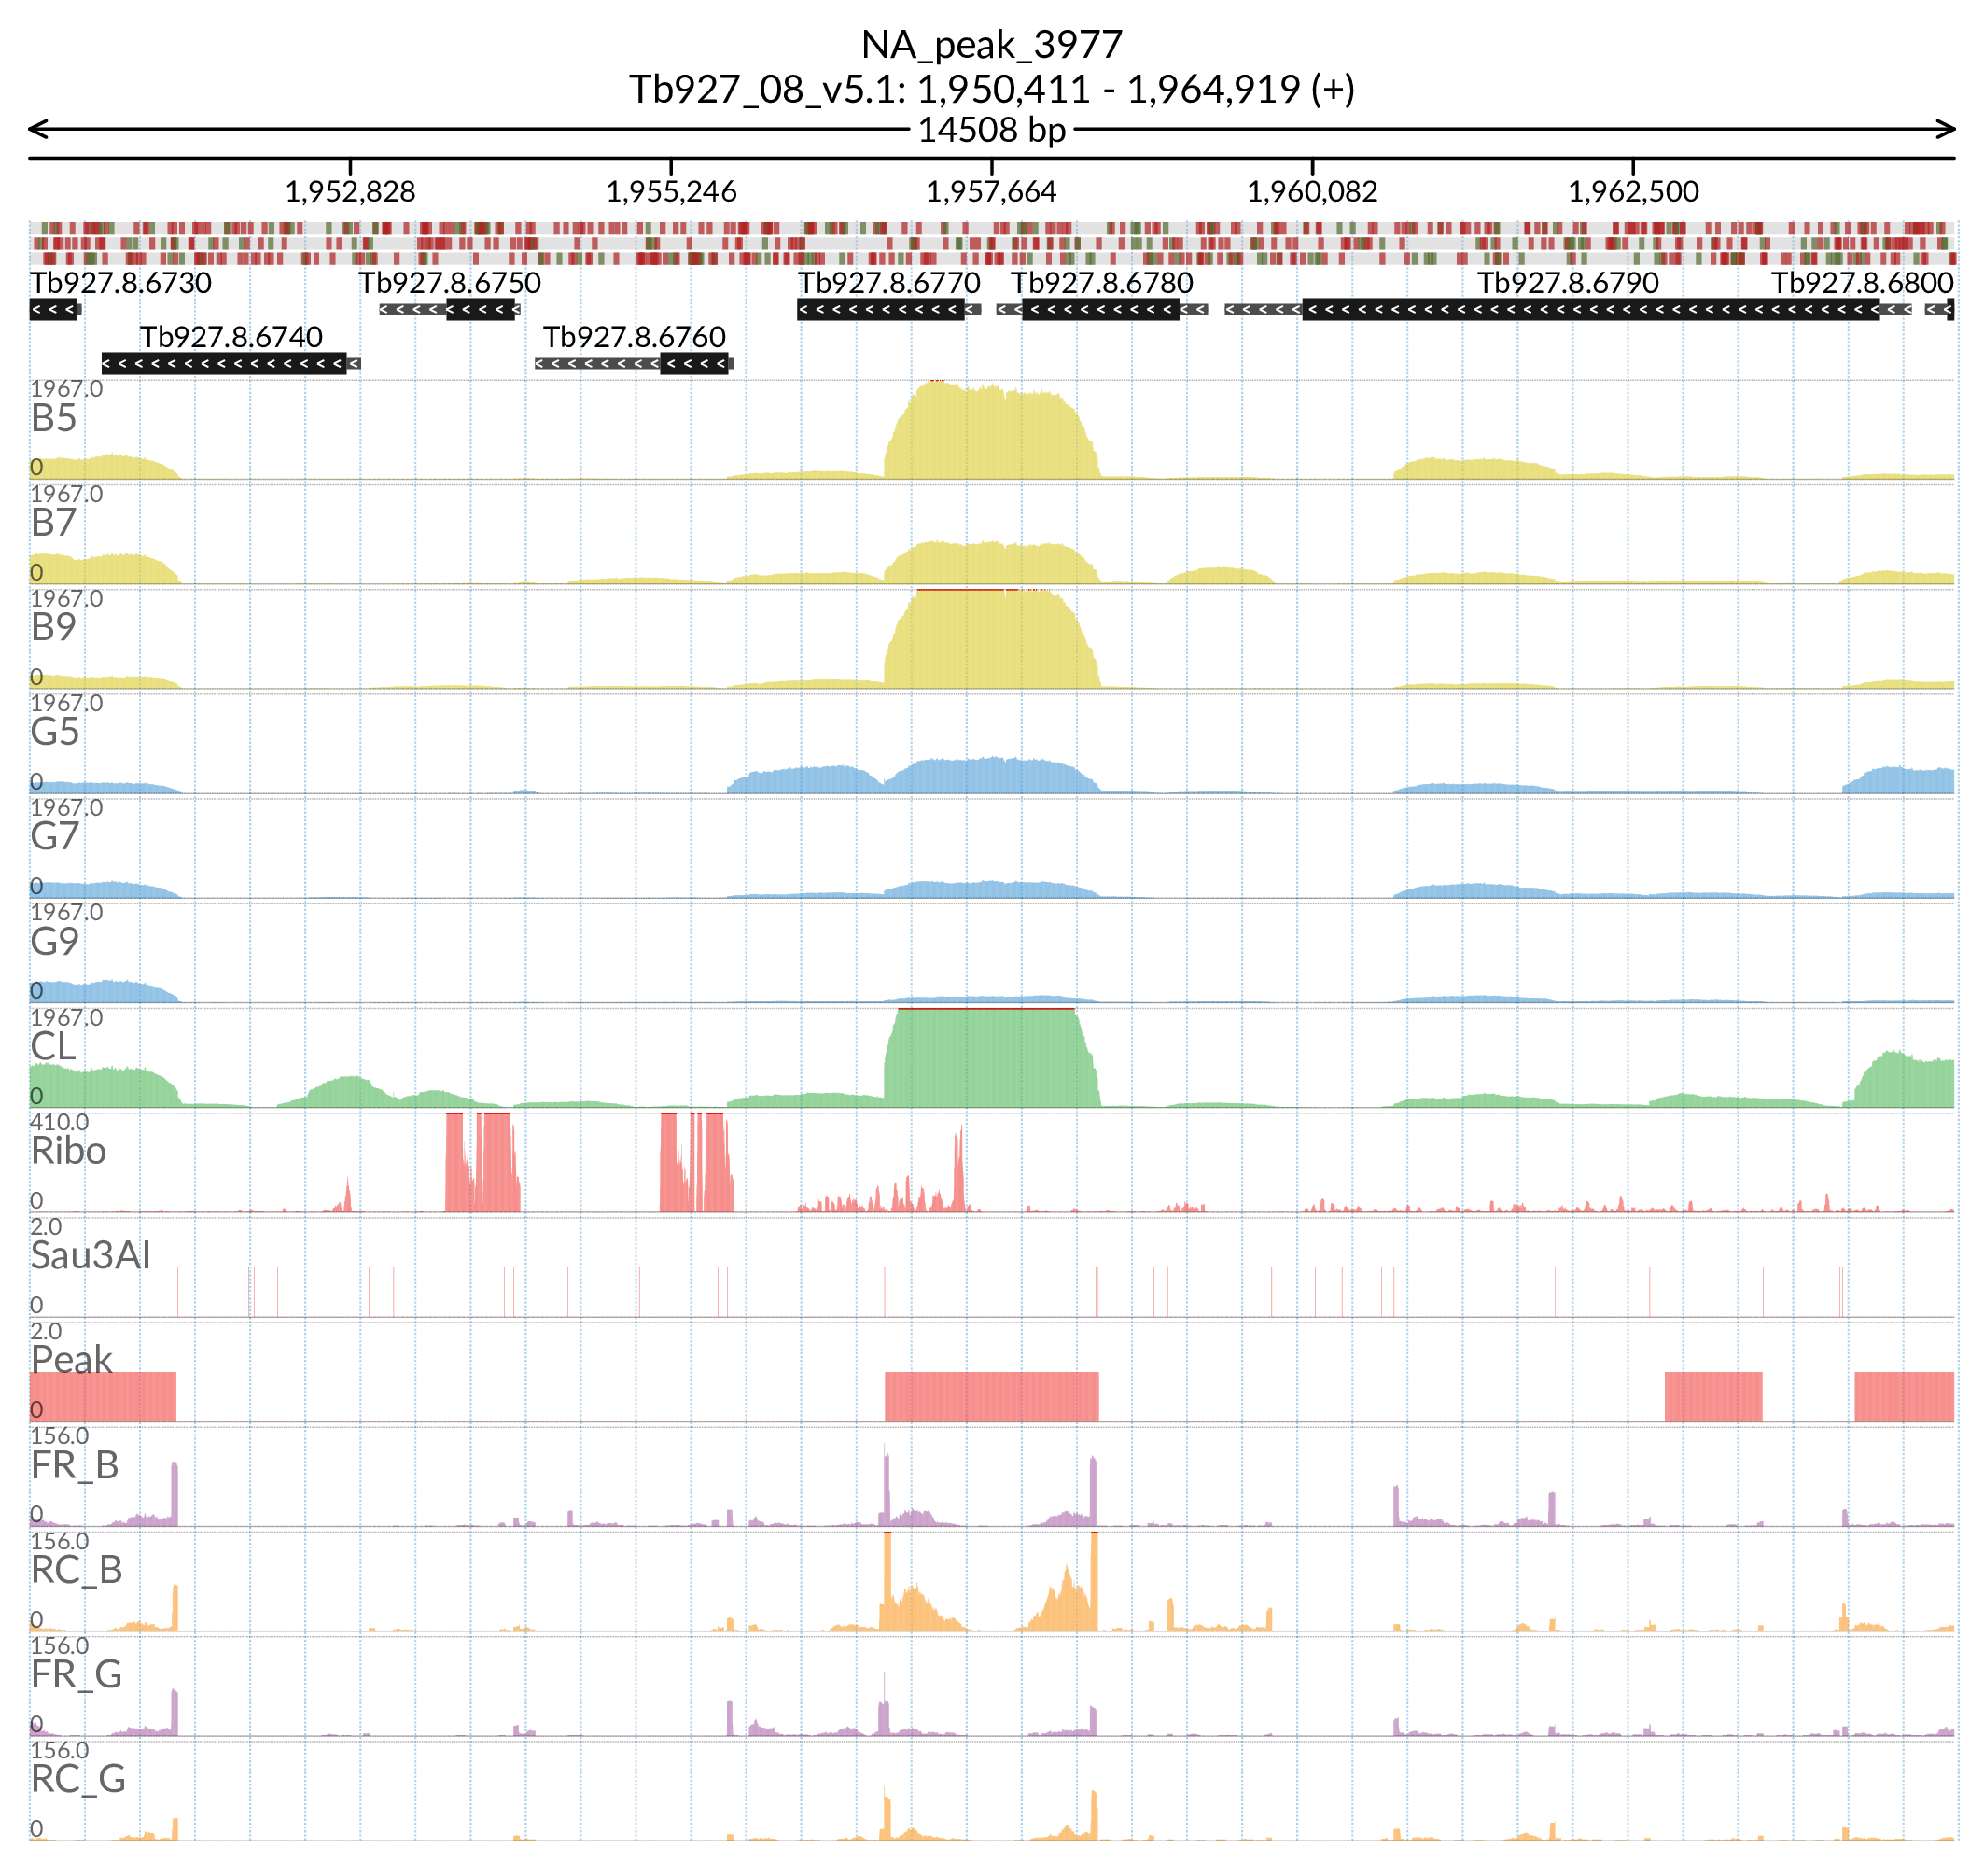 NA_peak_3977
Tb927_08_v5.1: 1,950,411 - 1,964,919 (+)
14508 bp
1,952,828 1,955,246 1,957,664 1,960,082 1,962,500
Tb927.8.6730 Tb927.8.6750 Tb927.8.6770 Tb927.8.6780 Tb927.8.6790 Tb927.8.6800
Tb927.8.6740 Tb927.8.6760
1967.0
B5
0
1967.0
B7
0
1967.0
B9
0
1967.0
G5
0
1967.0
G7
0
1967.0
G9
0
1967.0
CL
0
410.0
Ribo
0
2.0
Sau3AI
0
2.0
Peak
0
156.0
FR_B
0
156.0
RC_B
0
156.0
FR_G
0
156.0
RC_G
0